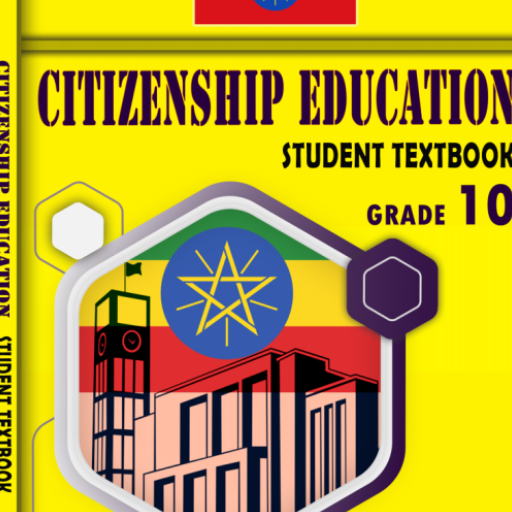 CITIZENSHIP EDUCATION
STUDENT TEXTBOOK
GRADE 10
CITIZENSHIP EDUCATION STUDENT TEXTBOOK